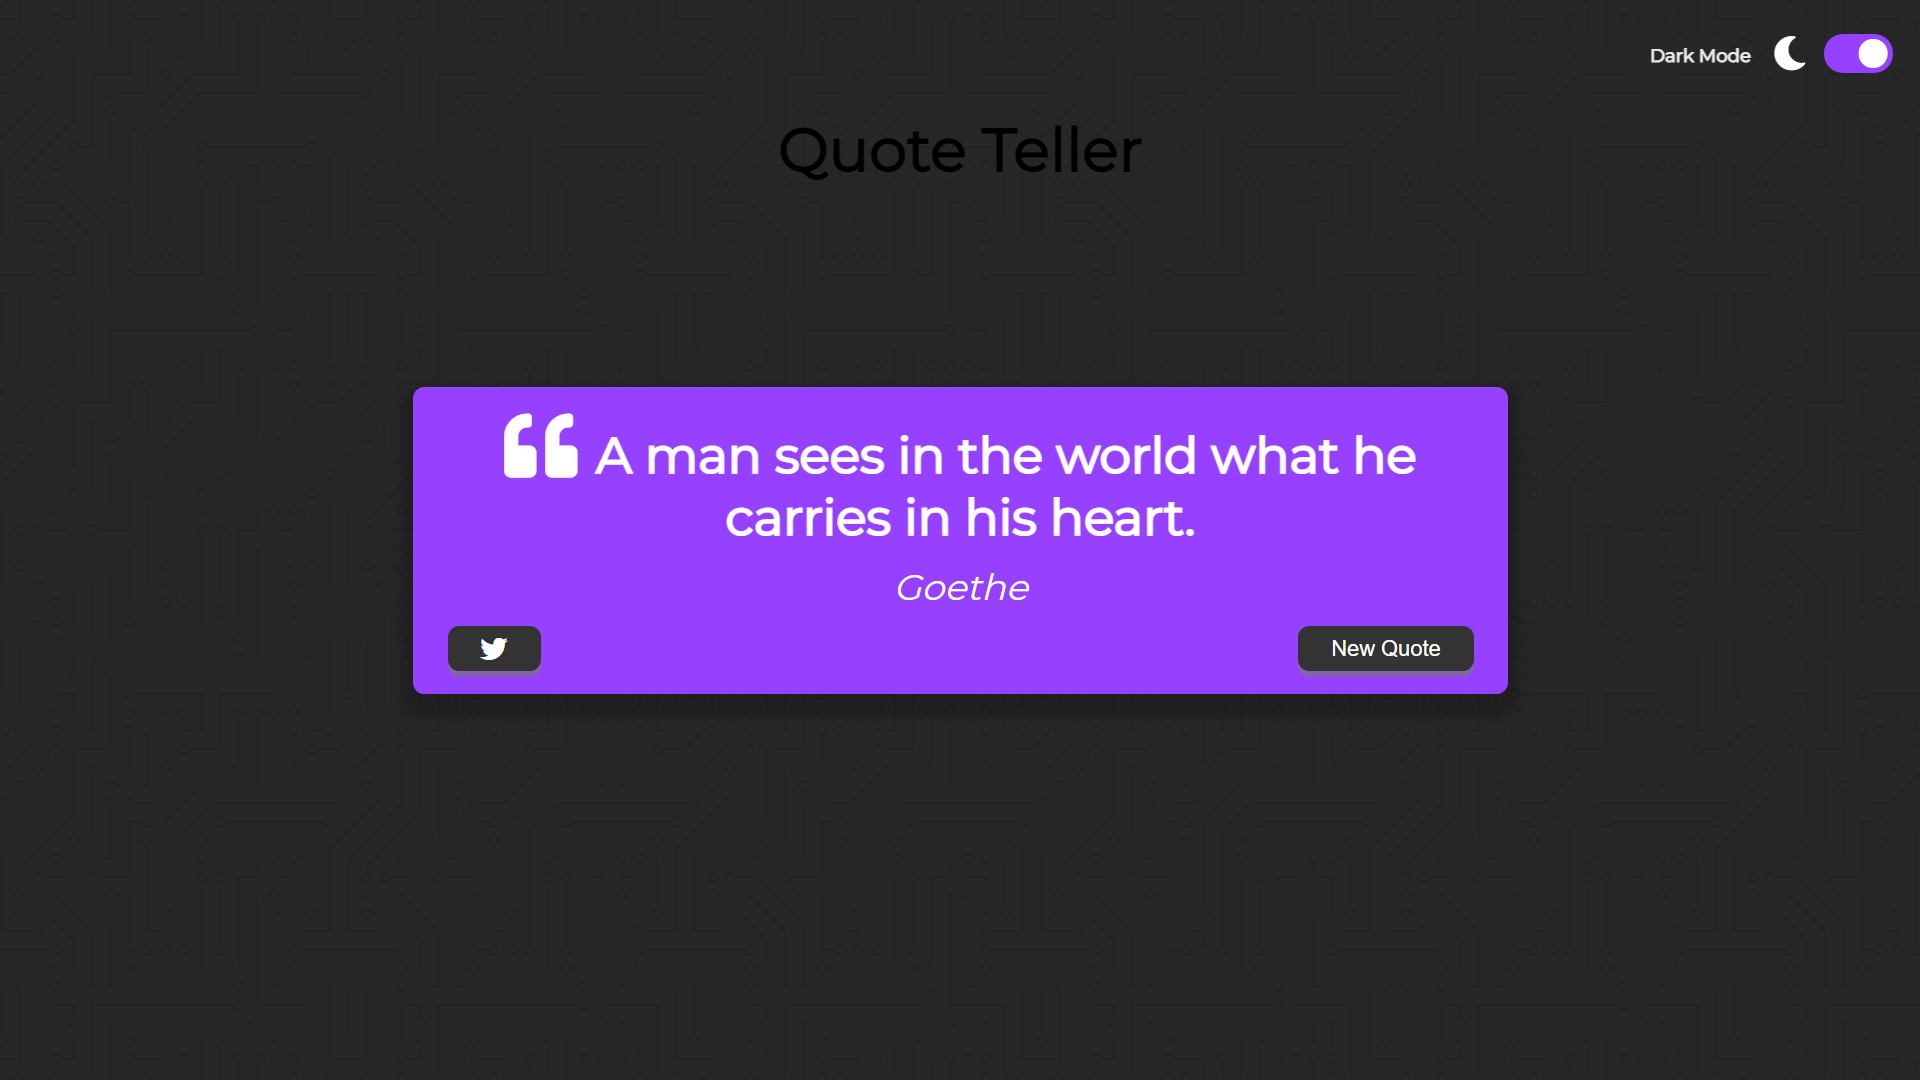 Dark Mode
Quote Teller
A man sees in the world what he
carries in his heart.
Goethe
New Quote